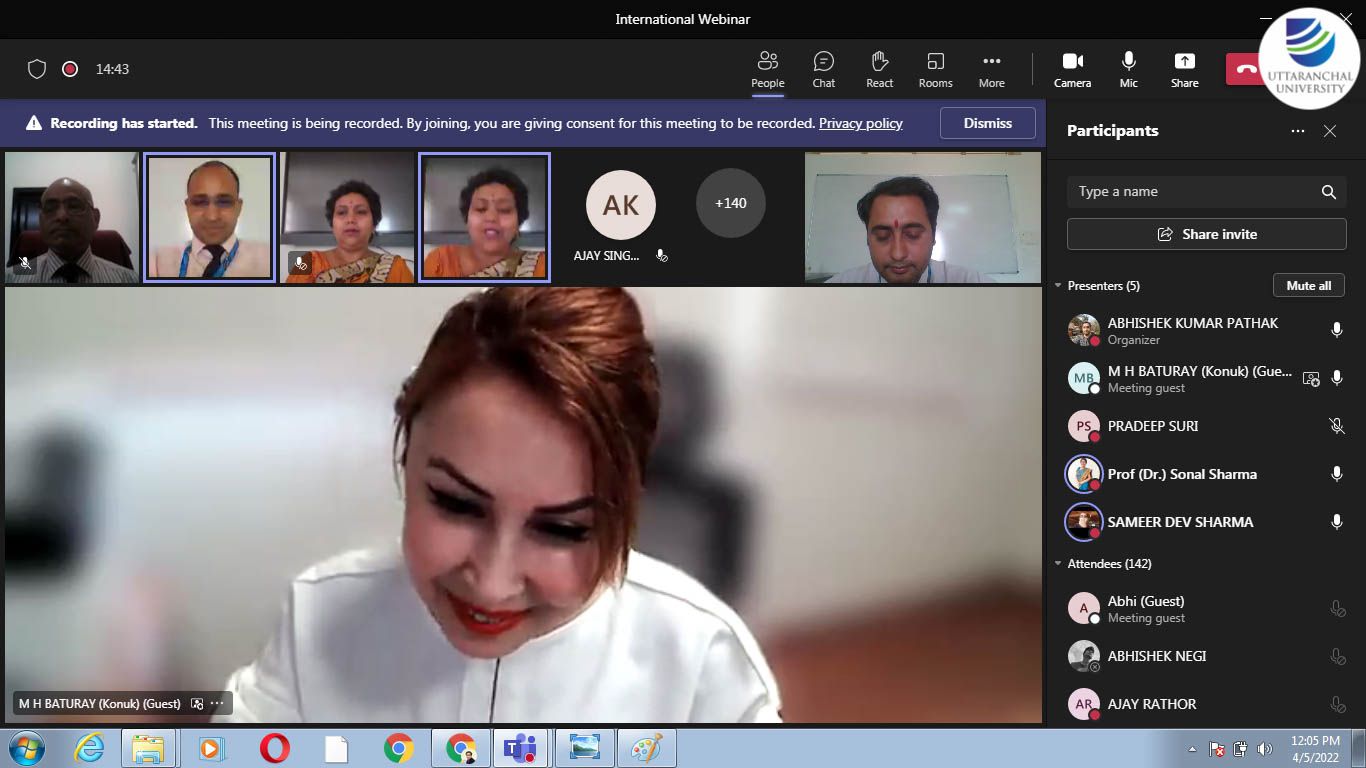 International Webinar
14:43
People
Chat
React
Rooms
More
Camera
Mic
Share
UTTARANCHAL
UNIVERSITY
Recording has started. This meeting is being recorded. By joining, you are giving consent for this meeting to be recorded. Privacy policy
Dismiss
AK
AJAY SING...
+140
M H BATURAY (Konuk) (Guest)
Participants
Type a name
Share invite
Presenters (5)
Mute all
ABHISHEK KUMAR PATHAK
Organizer
MB
M H BATURAY (Konuk) (Gue...
Meeting guest
PS
PRADEEP SURI
Prof (Dr.) Sonal Sharma
SAMEER DEV SHARMA
Attendees (142)
A
Abhi (Guest)
Meeting guest
ABHISHEK NEGI
AR
AJAY RATHOR
12:05 PM
4/5/2022